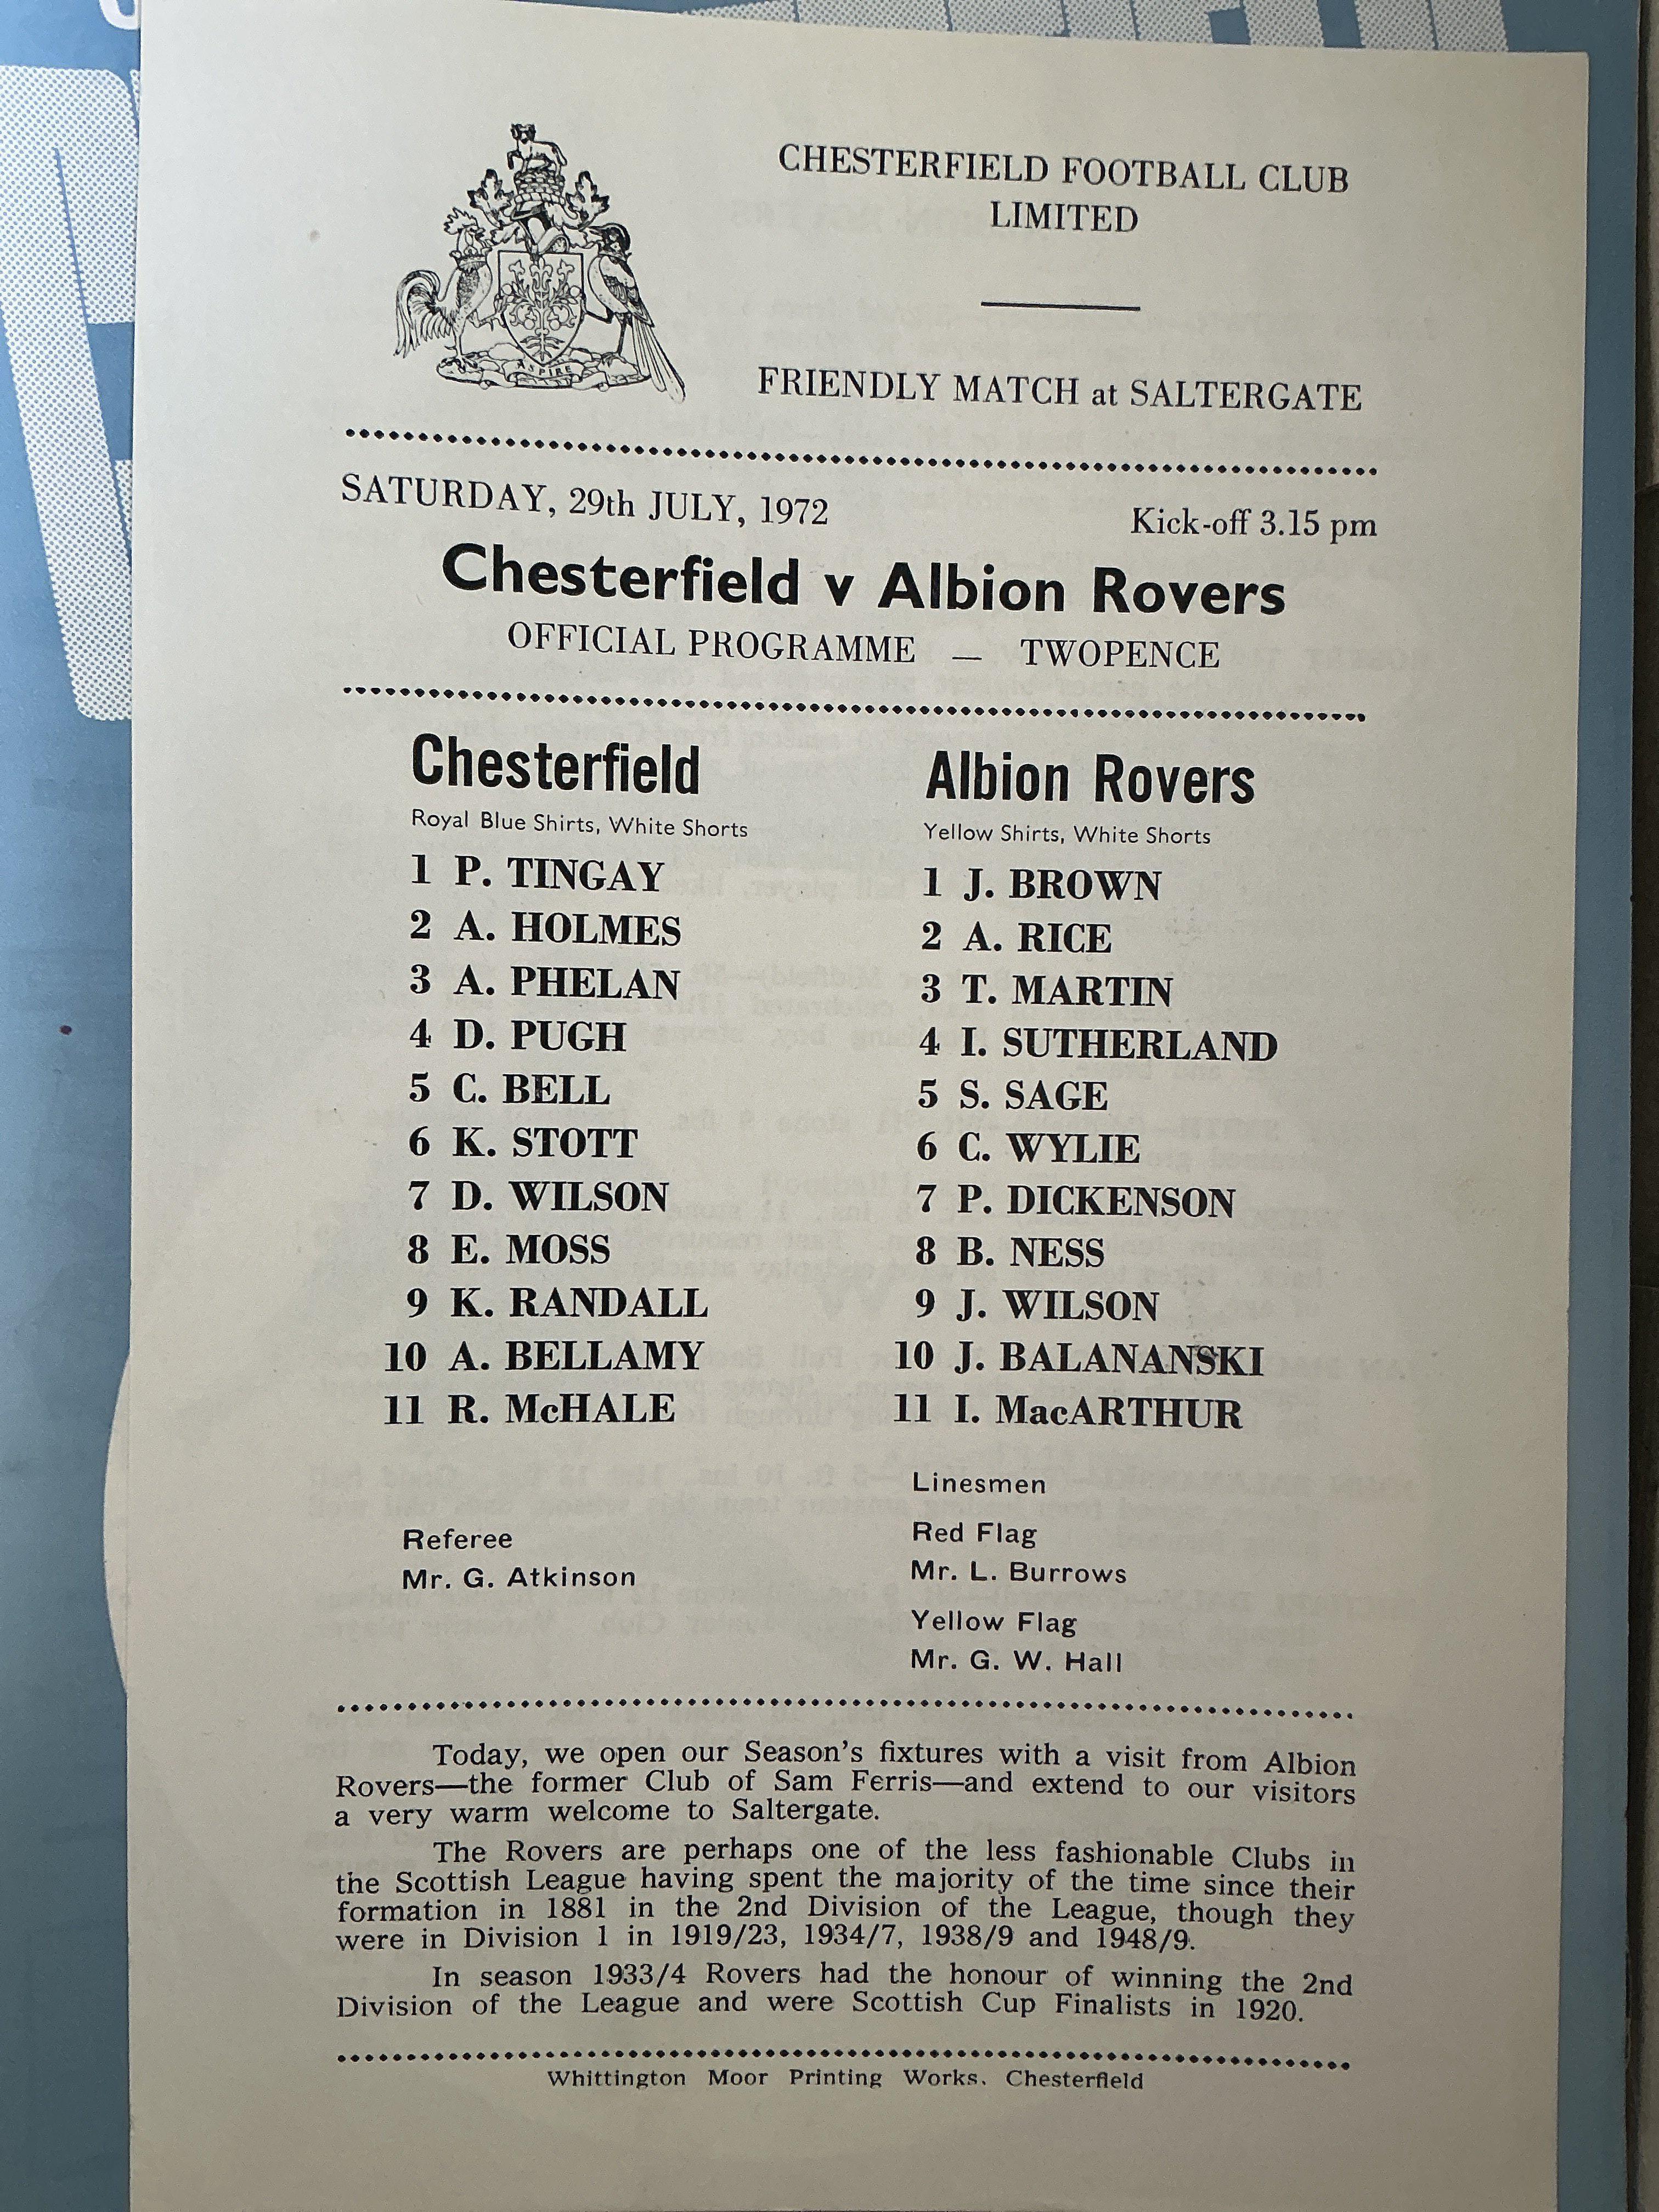 CHESTERFIELD FOOTBALL CLUB
LIMITED
ASPIRE
FRIENDLY MATCH at SALTERGATE
SATURDAY, 29th JULY, 1972 Kick-off 3.15 pm
Chesterfield v Albion Rovers
OFFICIAL PROGRAMME — TWOPENCE
Chesterfield
Royal Blue Shirts, White Shorts
1 P. TINGAY
2 A. HOLMES
3 A. PHELAN
4 D. PUGH
5 C. BELL
6 K. STOTT
7 D. WILSON
8 E. MOSS
9 K. RANDALL
10 A. BELLAMY
11 R. McHALE
Referee
Mr. G. Atkinson
Albion Rovers
Yellow Shirts, White Shorts
1 J. BROWN
2 A. RICE
3 T. MARTIN
4 I. SUTHERLAND
5 S. SAGE
6 C. WYLIE
7 P. DICKENSON
8 B. NESS
9 J. WILSON
10 J. BALANANSKI
11 I. MacARTHUR
Linesmen
Red Flag
Mr. L. Burrows
Yellow Flag
Mr. G. W. Hall
Today, we open our Season's fixtures with a visit from Albion
Rovers—the former Club of Sam Ferris—and extend to our visitors
a very warm welcome to Saltergate.
The Rovers are perhaps one of the less fashionable Clubs in
the Scottish League having spent the majority of the time since their
formation in 1881 in the 2nd Division of the League, though they
were in Division 1 in 1919/23, 1934/7, 1938/9 and 1948/9.
In season 1933/4 Rovers had the honour of winning the 2nd
Division of the League and were Scottish Cup Finalists in 1920.
Whittington Moor Printing Works. Chesterfield